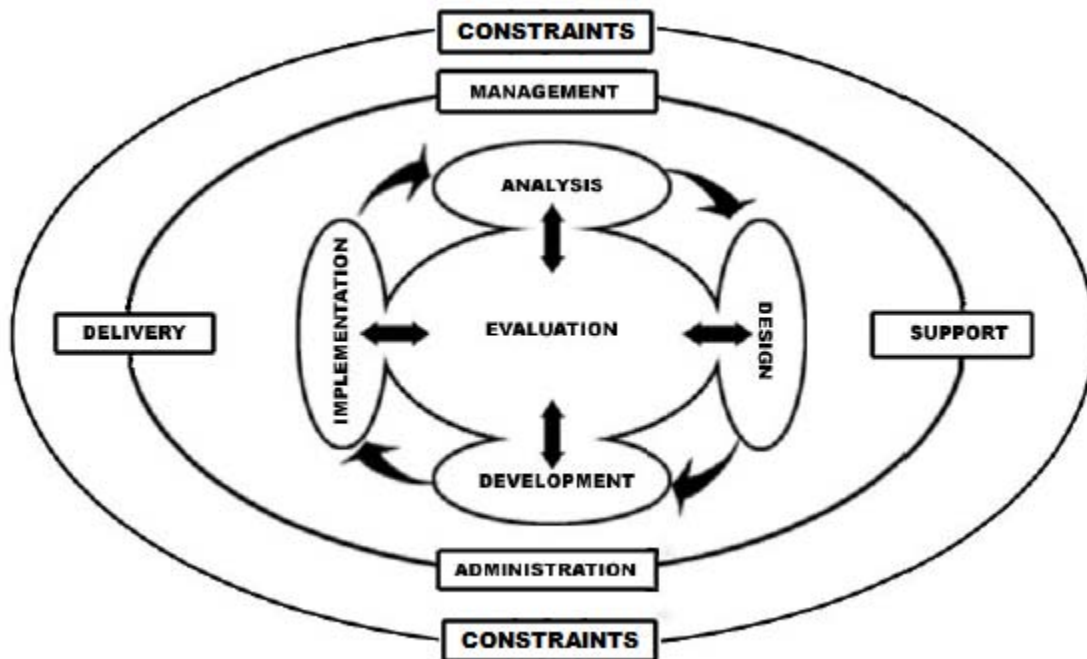 CONSTRAINTS
MANAGEMENT
ANALYSIS
IMPLEMENTATION
DELIVERY
EVALUATION
DESIGN
SUPPORT
DEVELOPMENT
ADMINISTRATION
CONSTRAINTS